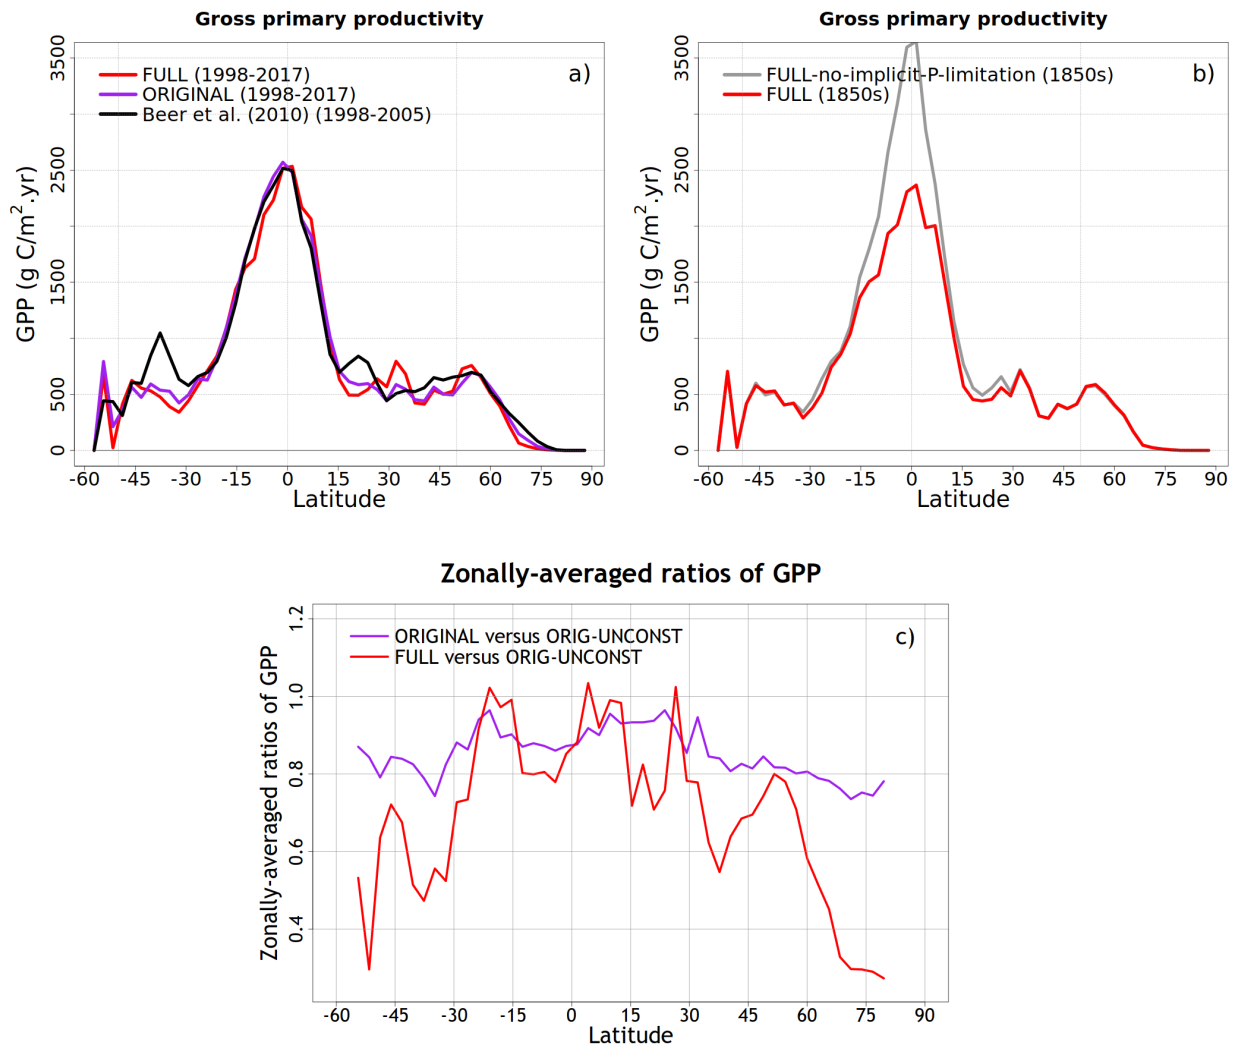 Gross primary productivity
FULL (1998-2017)
ORIGINAL (1998-2017)
Beer et al. (2010) (1998-2005)
a)
GPP (g C/m².yr)
3500
2500
1500
500
0
-60 -45 -30 -15 0 15 30 45 60 75 90
Latitude
Gross primary productivity
FULL-no-implicit-P-limitation (1850s)
FULL (1850s)
b)
GPP (g C/m².yr)
3500
2500
1500
500
0
-60 -45 -30 -15 0 15 30 45 60 75 90
Latitude
Zonally-averaged ratios of GPP
ORIGINAL versus ORIG-UNCONST
FULL versus ORIG-UNCONST
c)
Zonally-averaged ratios of GPP
1.2
1.0
0.8
0.6
0.4
-60 -45 -30 -15 0 15 30 45 60 75 90
Latitude